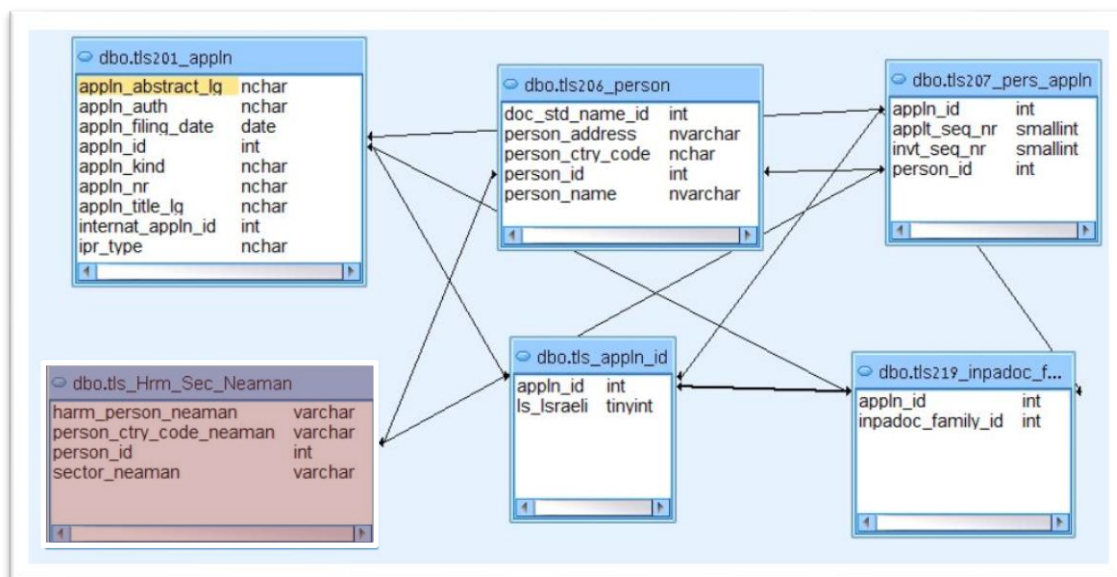 dbo.tls201_appln
appln_abstract_lg nchar
appln_auth nchar
appln_filing_date date
appln_id int
appln_kind nchar
appln_nr nchar
appln_title_lg nchar
internat_appln_id int
ipr_type nchar
dbo.tls206_person
doc_std_name_id int
person_address nvarchar
person_ctry_code nchar
person_id int
person_name nvarchar
dbo.tls207_pers_appln
appln_id int
applt_seq_nr smallint
invt_seq_nr smallint
person_id int
dbo.tls_Hrm_Sec_Neaman
harm_person_neaman varchar
person_ctry_code_neaman varchar
person_id int
sector_neaman varchar
dbo.tls_appln_id
appln_id int
Is_Israeli tinyint
dbo.tls219_inpadoc_f...
appln_id int
inpadoc_family_id int